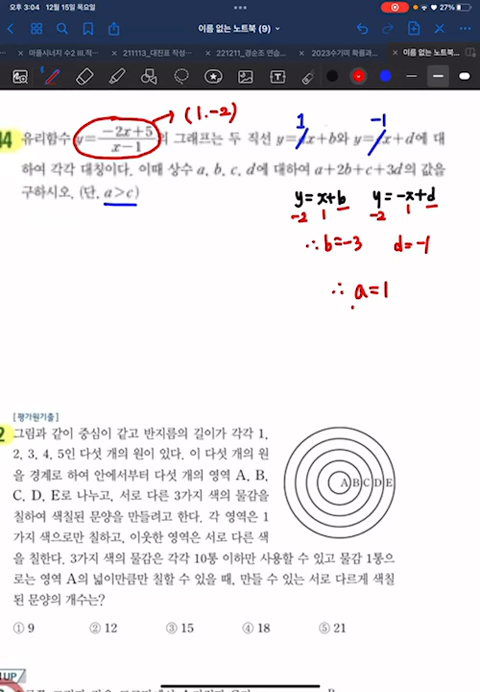 오후 3:04 12월 15일 목요일
27%
이름 없는 노트북 (9)
마플시너지 수2 III.적...
211113_대진표 작성...
221211_경순조 연습...
2023수기미 확률과...
이름 없는 노트북...
(1.-2)
1 -1
44 유리함수 y=\frac{-2x+5}{x-1}의 그래프는 두 직선 y=ax+b와 y=cx+d에 대
하여 각각 대칭이다. 이때 상수 a, b, c, d에 대하여 a+2b+c+3d의 값을
구하시오. (단, a>c)
y=x+b y=-x+d
-2 1 -2 1
∴ b=-3 d=-1
∴ a=1
[평가원기출]
2 그림과 같이 중심이 같고 반지름의 길이가 각각 1,
2, 3, 4, 5인 다섯 개의 원이 있다. 이 다섯 개의 원
을 경계로 하여 안에서부터 다섯 개의 영역 A, B,
C, D, E로 나누고, 서로 다른 3가지 색의 물감을
칠하여 색칠된 문양을 만들려고 한다. 각 영역은 1
가지 색으로만 칠하고, 이웃한 영역은 서로 다른 색
을 칠한다. 3가지 색의 물감은 각각 10통 이하만 사용할 수 있고 물감 1통으
로는 영역 A의 넓이만큼만 칠할 수 있을 때, 만들 수 있는 서로 다르게 색칠
된 문양의 개수는?
A B C D E
① 9 ② 12 ③ 15 ④ 18 ⑤ 21
UP